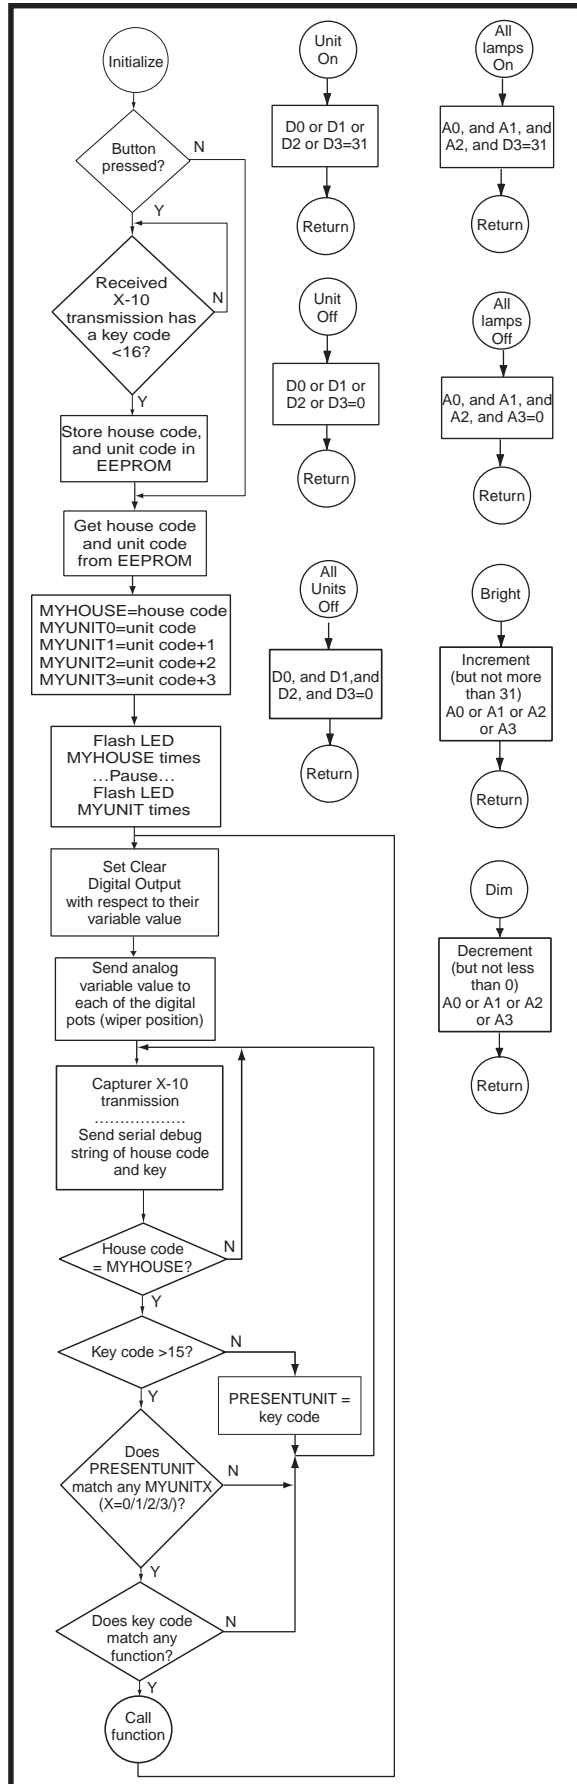 Initialize
Button
pressed?
N
Y
Received
X-10
transmission has
a key code
<16?
N
Y
Store house code,
and unit code in
EEPROM
Get house code
and unit code
from EEPROM
MYHOUSE=house code
MYUNIT0=unit code
MYUNIT1=unit code+1
MYUNIT2=unit code+2
MYUNIT3=unit code+3
Flash LED
MYHOUSE times
...Pause...
Flash LED
MYUNIT times
Set Clear
Digital Output
with respect to their
variable value
Send analog
variable value to
each of the digital
pots (wiper position)
Capturer X-10
tranmission
..................
Send serial debug
string of house code
and key
House code
= MYHOUSE?
N
Y
Key code >15?
N
Y
PRESENTUNIT =
key code
Does
PRESENTUNIT
match any MYUNITX
(X=0/1/2/3/)?
N
Y
Does key code
match any
function?
N
Y
Call
function
Unit
On
D0 or D1 or
D2 or D3=31
Return
Unit
Off
D0 or D1 or
D2 or D3=0
Return
All
Units
Off
D0, and D1,and
D2, and D3=0
Return
All
lamps
On
A0, and A1, and
A2, and D3=31
Return
All
lamps
Off
A0, and A1, and
A2, and A3=0
Return
Bright
Increment
(but not more
than 31)
A0 or A1 or A2
or A3
Return
Dim
Decrement
(but not less
than 0)
A0 or A1 or A2
or A3
Return